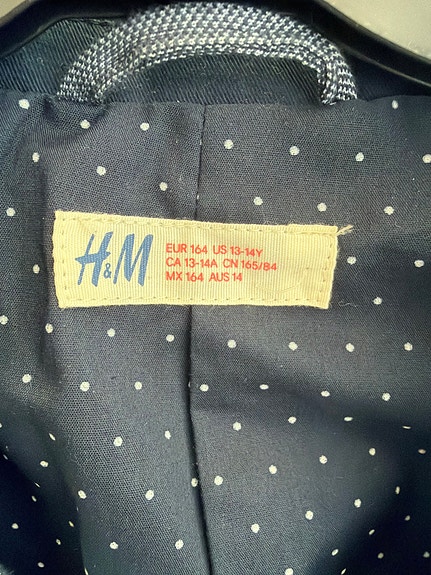 H&M
EUR 164 US 13-14Y
CA 13-14A CN 165/84
MX 164 AUS 14